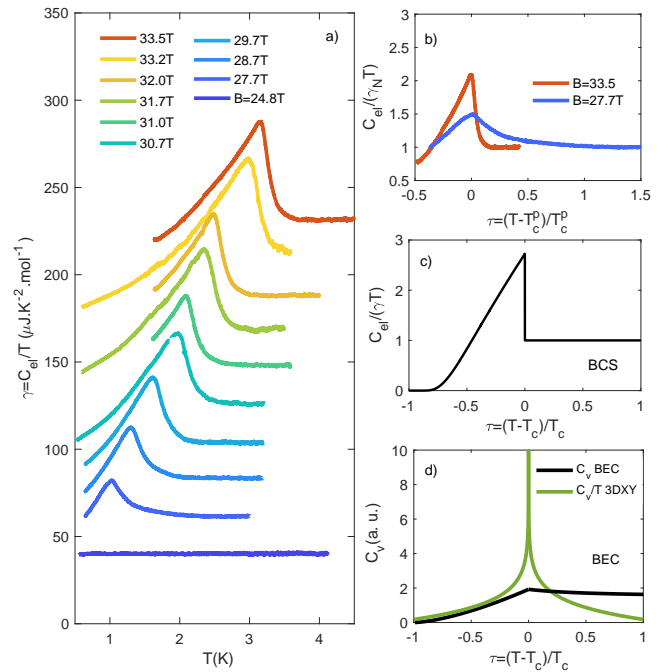 a)
33.5T
33.2T
32.0T
31.7T
31.0T
30.7T
29.7T
28.7T
27.7T
B=24.8T
γ=C_el/T (μJ.K⁻².mol⁻¹)
350
300
250
200
150
100
50
0
1 2 3 4
T(K)
b)
B=33.5
B=27.7T
C_el/(γ_N T)
3
2.5
2
1.5
1
0.5
-0.5 0 0.5 1 1.5
τ=(T-T_c^p)/T_c^p
c)
C_el/(γT)
3
2
1
0
BCS
-1 -0.5 0 0.5 1
τ=(T-T_c)/T_c
d)
C_v BEC
C_v/T 3DXY
C_v(a. u.)
10
8
6
4
2
0
BEC
-1 -0.5 0 0.5 1
τ=(T-T_c)/T_c